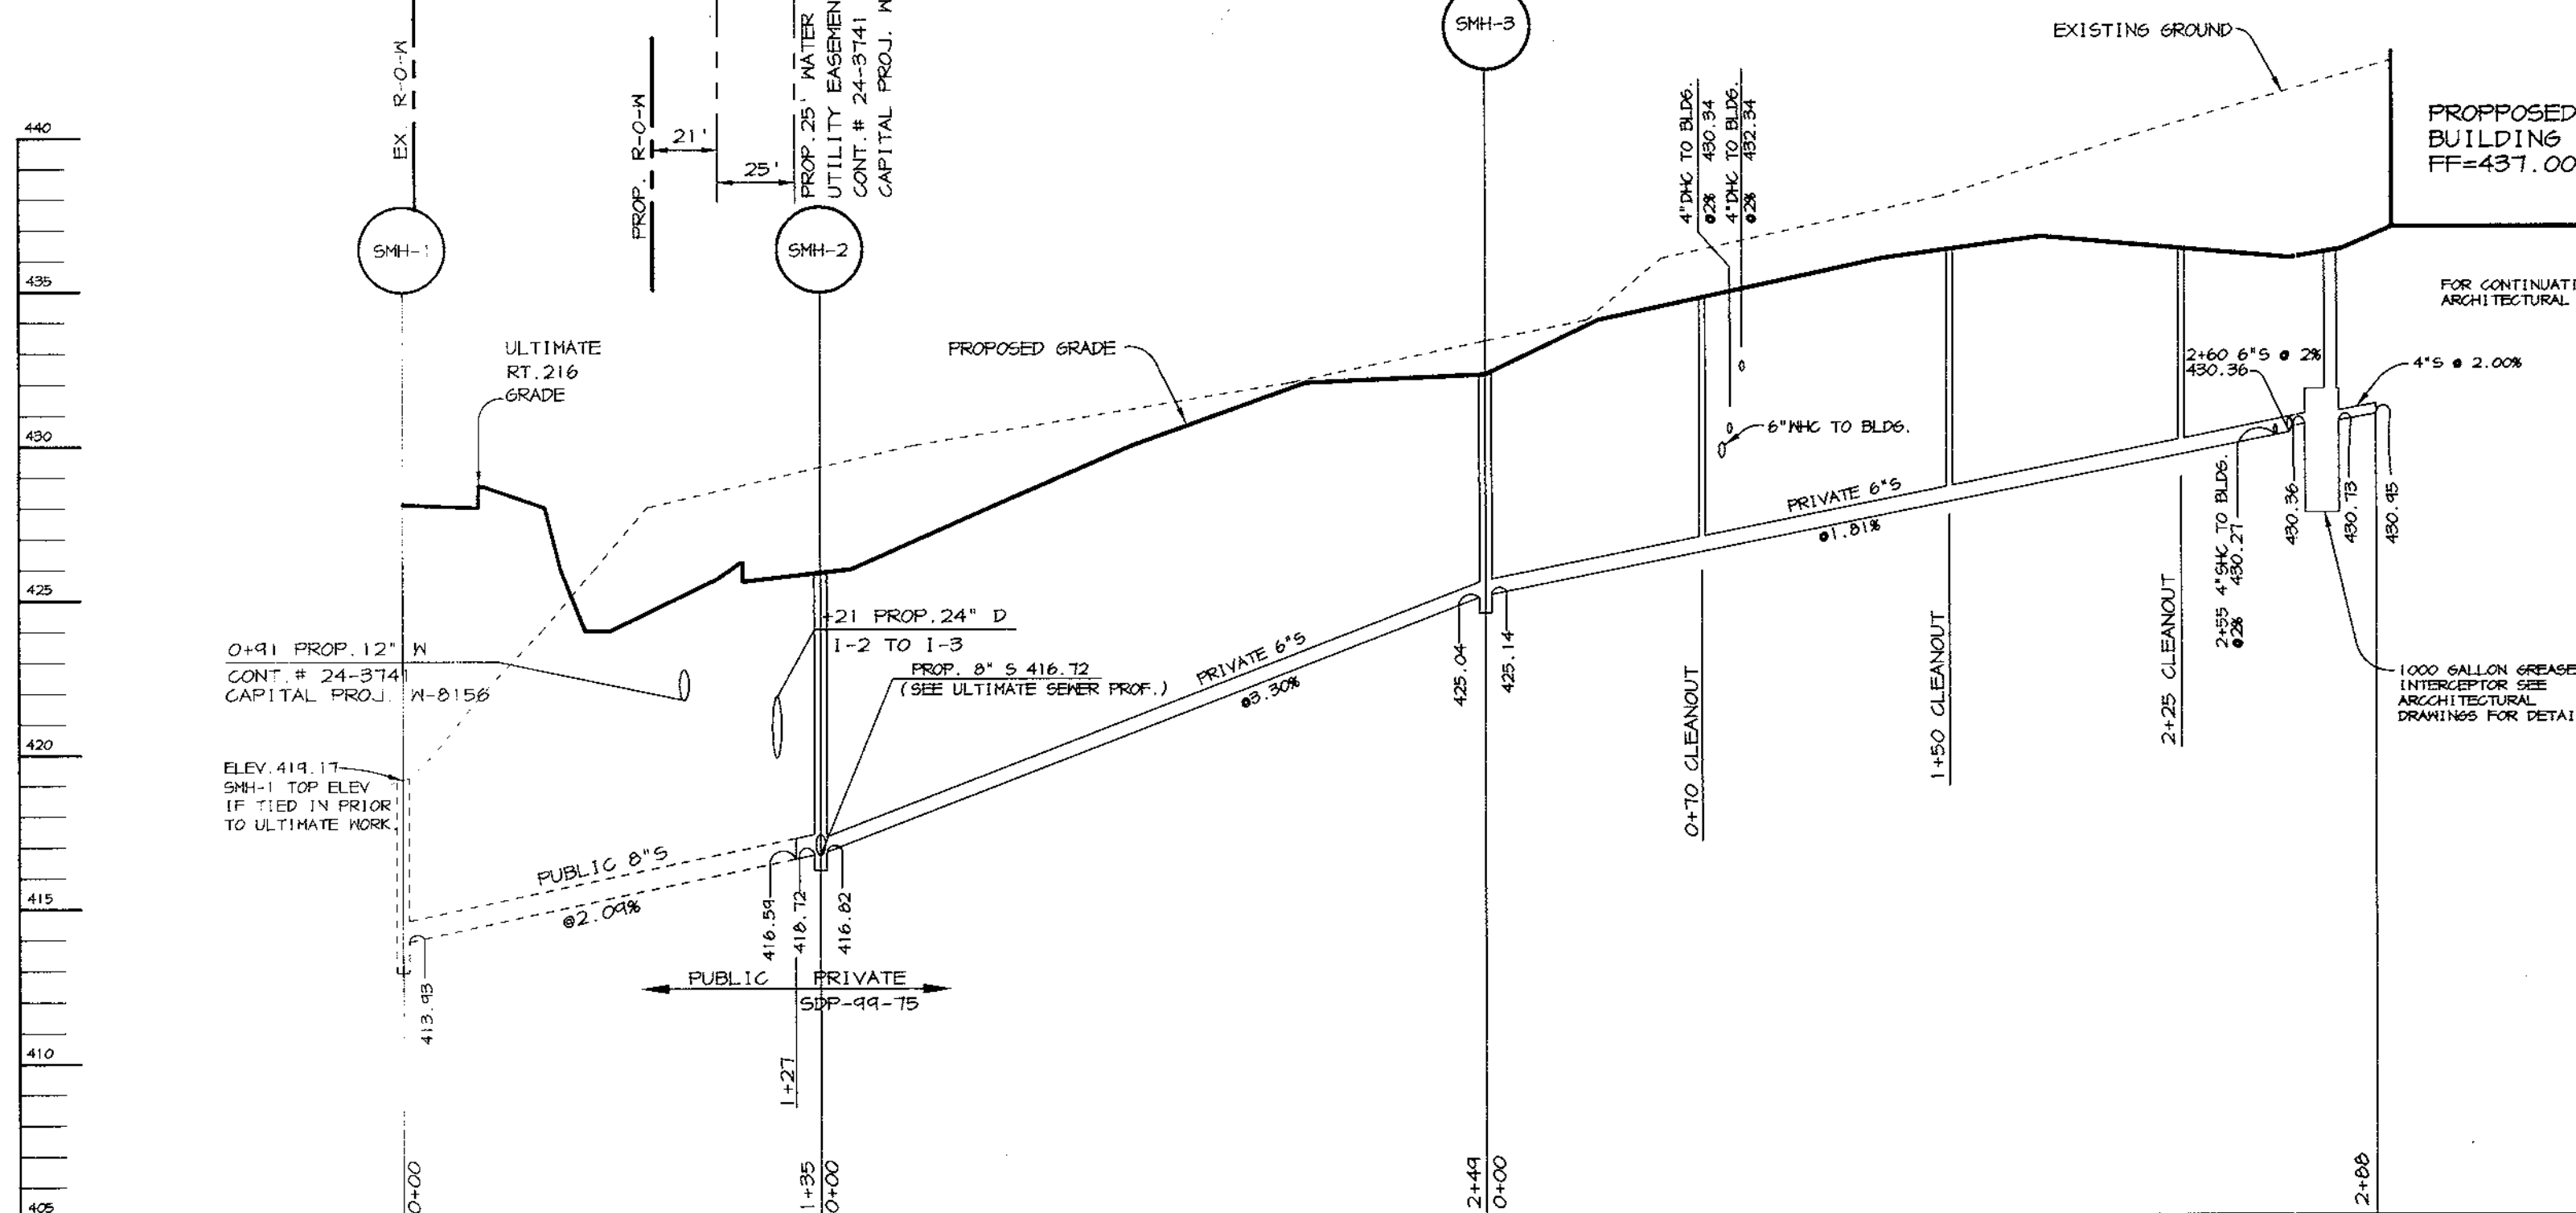 EX. R-O-W
PROP. R-O-W
21'
25'
PROP. 25' WATER
UTILITY EASEMEN
CONT.# 24-3741
CAPITAL PROJ. W
SMH-1
SMH-2
SMH-3
EXISTING GROUND
PROPPOSED
BUILDING
FF=437.00
4"DHC TO BLDG.
@2% 430.34
4"DHC TO BLDG.
@2% 432.34
440
435
430
425
420
415
410
405
ULTIMATE
RT.216
GRADE
PROPOSED GRADE
FOR CONTINUATI
ARCHITECTURAL
2+60 6"S @ 2%
430.36
4"S @ 2.00%
6"WHC TO BLDG.
PRIVATE 6"S
@1.81%
0+91 PROP.12" W
CONT.# 24-3741
CAPITAL PROJ. W-8156
+21 PROP.24" D
I-2 TO I-3
PROP. 8" S 416.72
(SEE ULTIMATE SEWER PROF.)
PRIVATE 6"S
@3.30%
425.04
425.14
0+70 CLEANOUT
1+50 CLEANOUT
2+25 CLEANOUT
2+55 4"SHC TO BLDG.
@2% 430.27
430.36
430.73
430.95
1000 GALLON GREASE
INTERCEPTOR SEE
ARCCHITECTURAL
DRAWINGS FOR DETAI
ELEV.419.17
SMH-1 TOP ELEV
IF TIED IN PRIOR
TO ULTIMATE WORK.
PUBLIC 8"S
@2.09%
413.93
416.59
416.72
416.82
PUBLIC PRIVATE
SDP-99-75
1+27
0+00
1+35
0+00
2+49
0+00
2+88